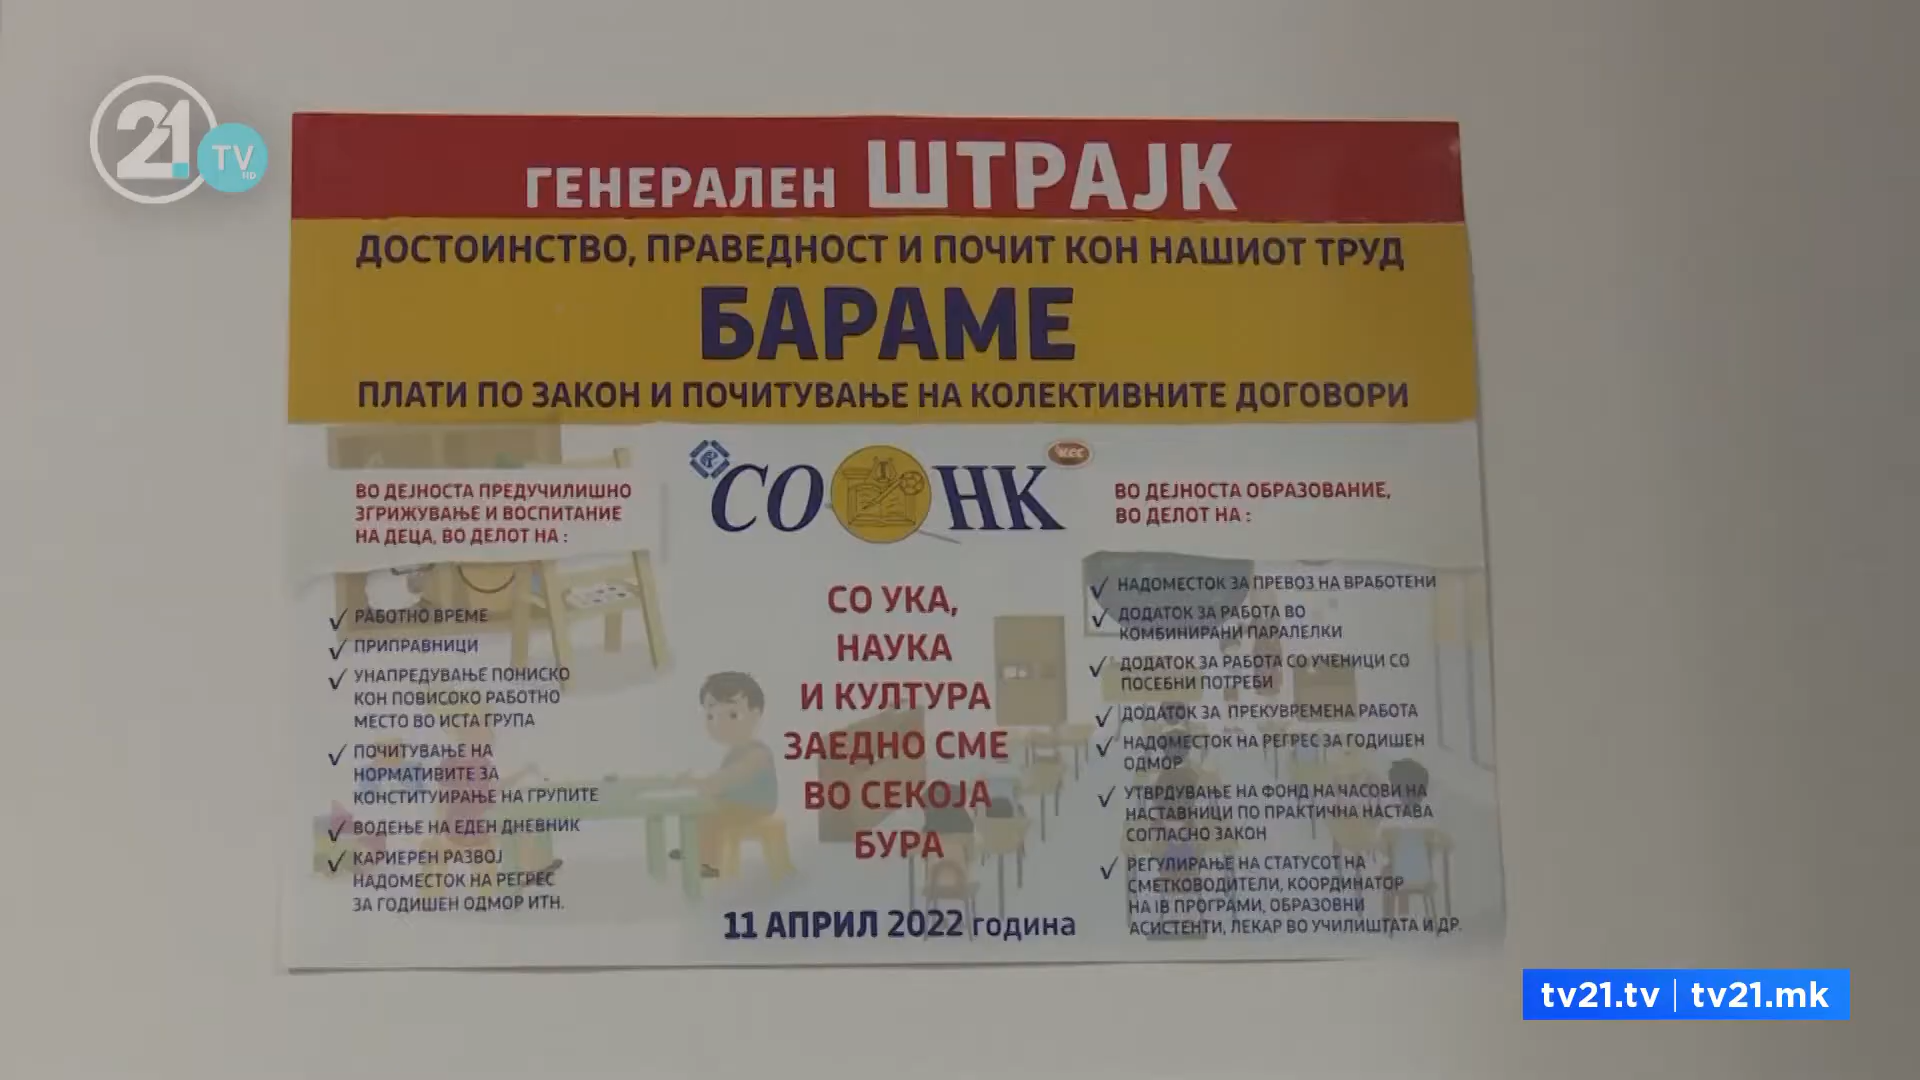 21.
TV
HD
ГЕНЕРАЛЕН ШТРАЈК
ДОСТОИНСТВО, ПРАВЕДНОСТ И ПОЧИТ КОН НАШИОТ ТРУД
БАРАМЕ
ПЛАТИ ПО ЗАКОН И ПОЧИТУВАЊЕ НА КОЛЕКТИВНИТЕ ДОГОВОРИ
ВО ДЕЈНОСТА ПРЕДУЧИЛИШНО
ЗГРИЖУВАЊЕ И ВОСПИТАНИЕ
НА ДЕЦА, ВО ДЕЛОТ НА :
✓ РАБОТНО ВРЕМЕ
✓ ПРИПРАВНИЦИ
✓ УНАПРЕДУВАЊЕ ПОНИСКО
КОН ПОВИСОКО РАБОТНО
МЕСТО ВО ИСТА ГРУПА
✓ ПОЧИТУВАЊЕ НА
НОРМАТИВИТЕ ЗА
КОНСТИТУИРАЊЕ НА ГРУПИТЕ
✓ ВОДЕЊЕ НА ЕДЕН ДНЕВНИК
✓ КАРИЕРЕН РАЗВОЈ
НАДОМЕСТОК НА РЕГРЕС
ЗА ГОДИШЕН ОДМОР ИТН.
СО НК
КСС
СО УКА,
НАУКА
И КУЛТУРА
ЗАЕДНО СМЕ
ВО СЕКОЈА
БУРА
11 АПРИЛ 2022 година
ВО ДЕЈНОСТА ОБРАЗОВАНИЕ,
ВО ДЕЛОТ НА :
✓ НАДОМЕСТОК ЗА ПРЕВОЗ НА ВРАБОТЕНИ
✓ ДОДАТОК ЗА РАБОТА ВО
КОМБИНИРАНИ ПАРАЛЕЛКИ
✓ ДОДАТОК ЗА РАБОТА СО УЧЕНИЦИ СО
ПОСЕБНИ ПОТРЕБИ
✓ ДОДАТОК ЗА ПРЕКУВРЕМЕНА РАБОТА
✓ НАДОМЕСТОК НА РЕГРЕС ЗА ГОДИШЕН
ОДМОР
✓ УТВРДУВАЊЕ НА ФОНД НА ЧАСОВИ НА
НАСТАВНИЦИ ПО ПРАКТИЧНА НАСТАВА
СОГЛАСНО ЗАКОН
✓ РЕГУЛИРАЊЕ НА СТАТУСОТ НА
СМЕТКОВОДИТЕЛИ, КООРДИНАТОР
НА IB ПРОГРАМИ, ОБРАЗОВНИ
АСИСТЕНТИ, ЛЕКАР ВО УЧИЛИШТАТА И ДР.
tv21.tv | tv21.mk